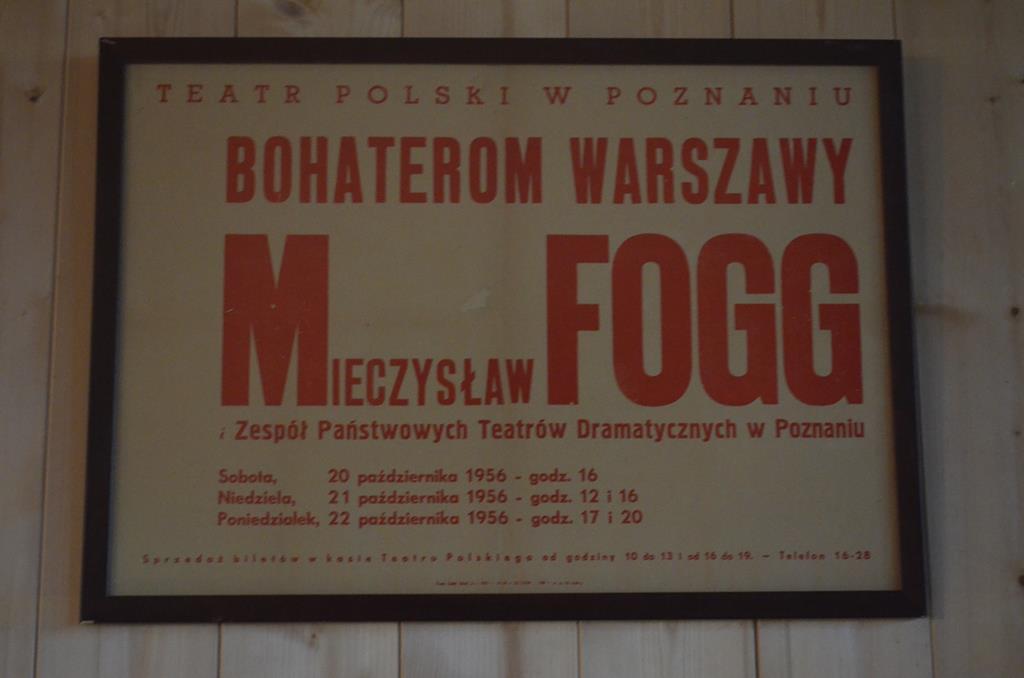 TEATR POLSKI W POZNANIU
BOHATEROM WARSZAWY
MIECZYSŁAW FOGG
i Zespół Państwowych Teatrów Dramatycznych w Poznaniu
Sobota, 20 października 1956 - godz. 16
Niedziela, 21 października 1956 - godz. 12 i 16
Poniedziałek, 22 października 1956 - godz. 17 i 20
Sprzedaż biletów w kasie Teatru Polskiego od godziny 10 do 13 i od 16 do 19. – Telefon 16-28